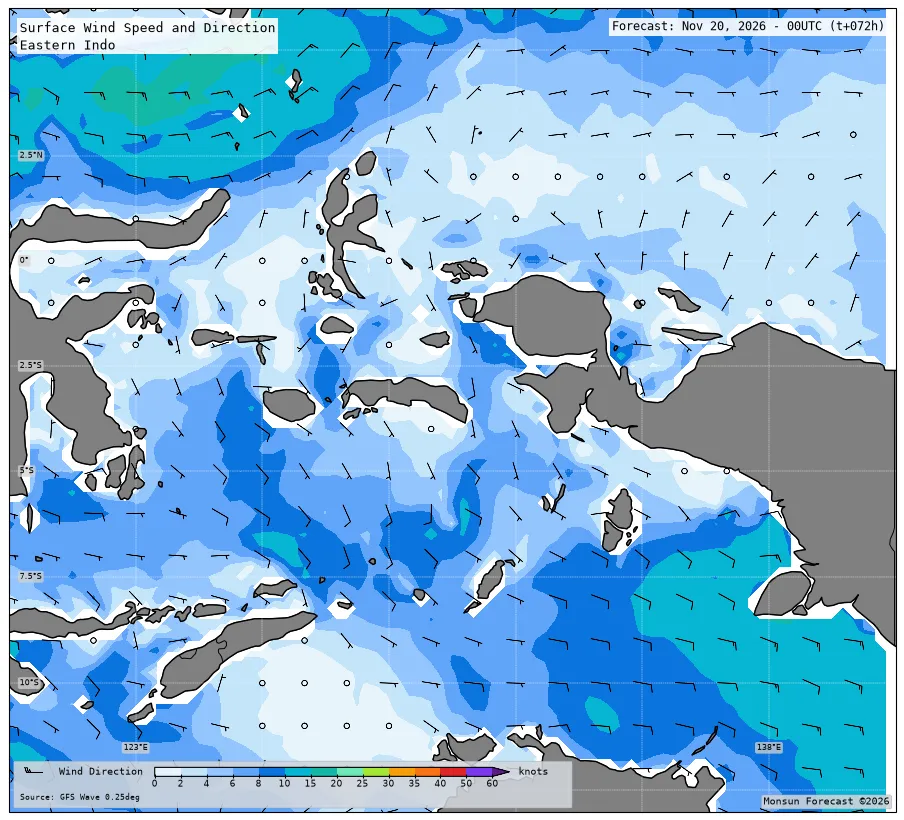 Surface Wind Speed and Direction
Eastern Indo
Forecast: Nov 20, 2026 - 00UTC (t+072h)
2.5°N
0°
2.5°S
5°S
7.5°S
10°S
123°E
138°E
Wind Direction
knots
0 2 4 6 8 10 15 20 25 30 35 40 50 60
Source: GFS Wave 0.25deg
Monsun Forecast ©2026